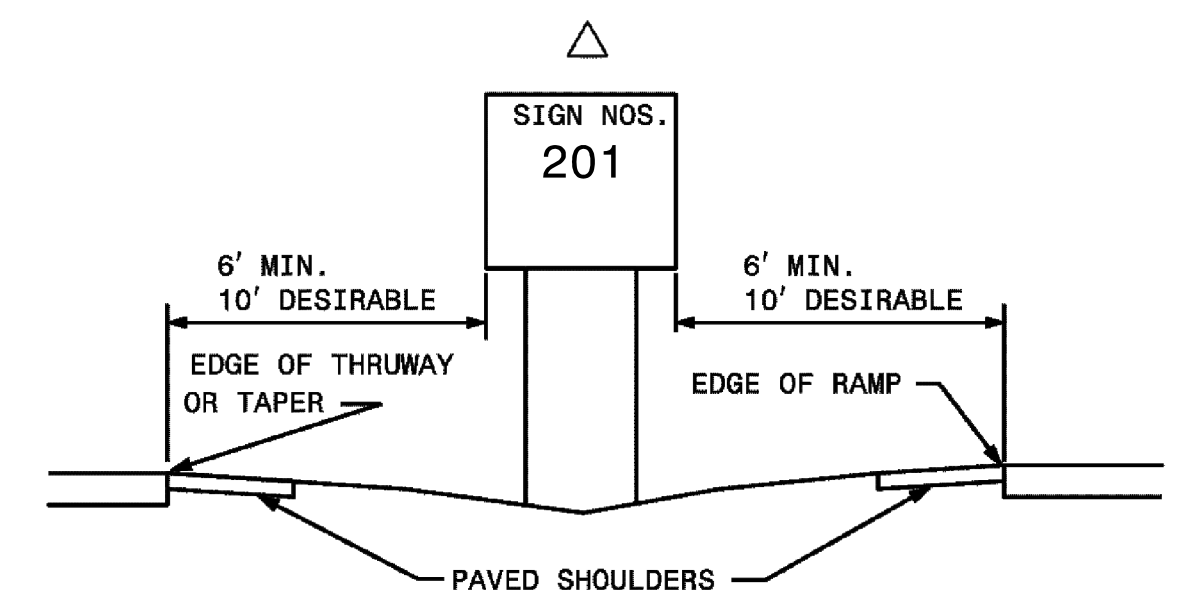 SIGN NOS.
201
6' MIN.
10' DESIRABLE
6' MIN.
10' DESIRABLE
EDGE OF THRUWAY
OR TAPER
EDGE OF RAMP
PAVED SHOULDERS